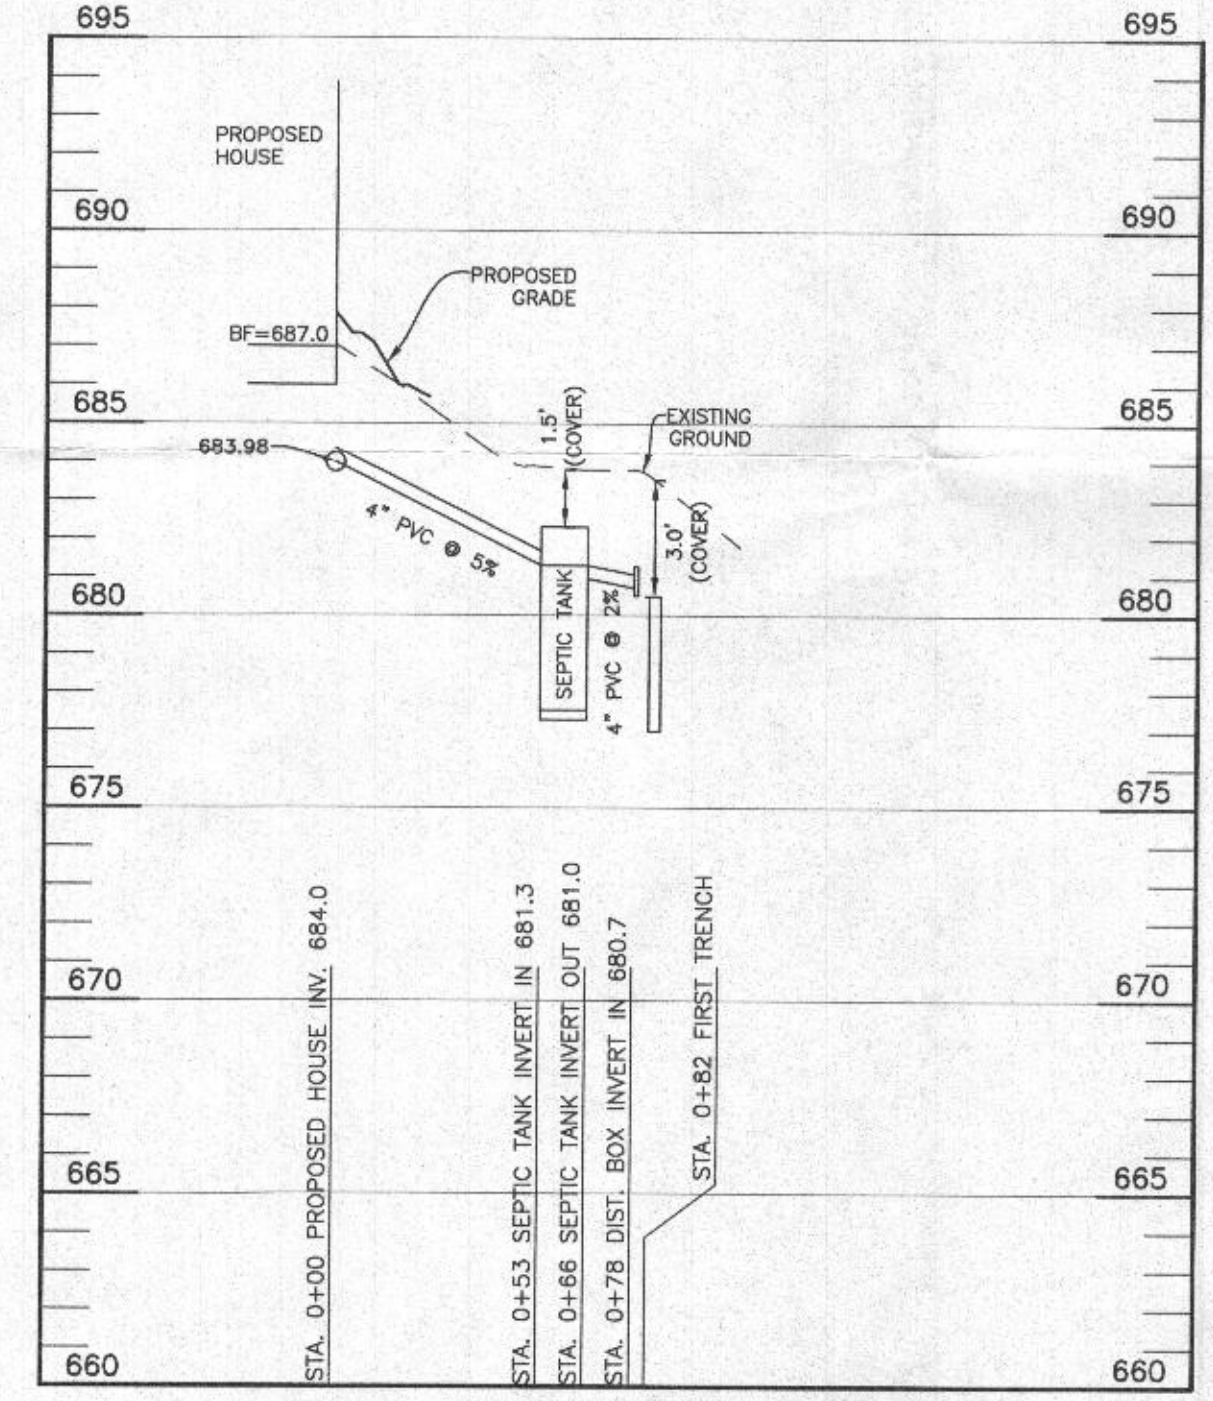 695
695
PROPOSED
HOUSE
690
690
PROPOSED
GRADE
BF=687.0
685
685
1.5'
(COVER)
EXISTING
GROUND
683.98
4" PVC @ 5%
3.0'
(COVER)
680
680
SEPTIC TANK
4" PVC @ 2%
675
675
STA. 0+00 PROPOSED HOUSE INV. 684.0
STA. 0+53 SEPTIC TANK INVERT IN 681.3
STA. 0+66 SEPTIC TANK INVERT OUT 681.0
STA. 0+78 DIST. BOX INVERT IN 680.7
STA. 0+82 FIRST TRENCH
670
670
665
665
660
660